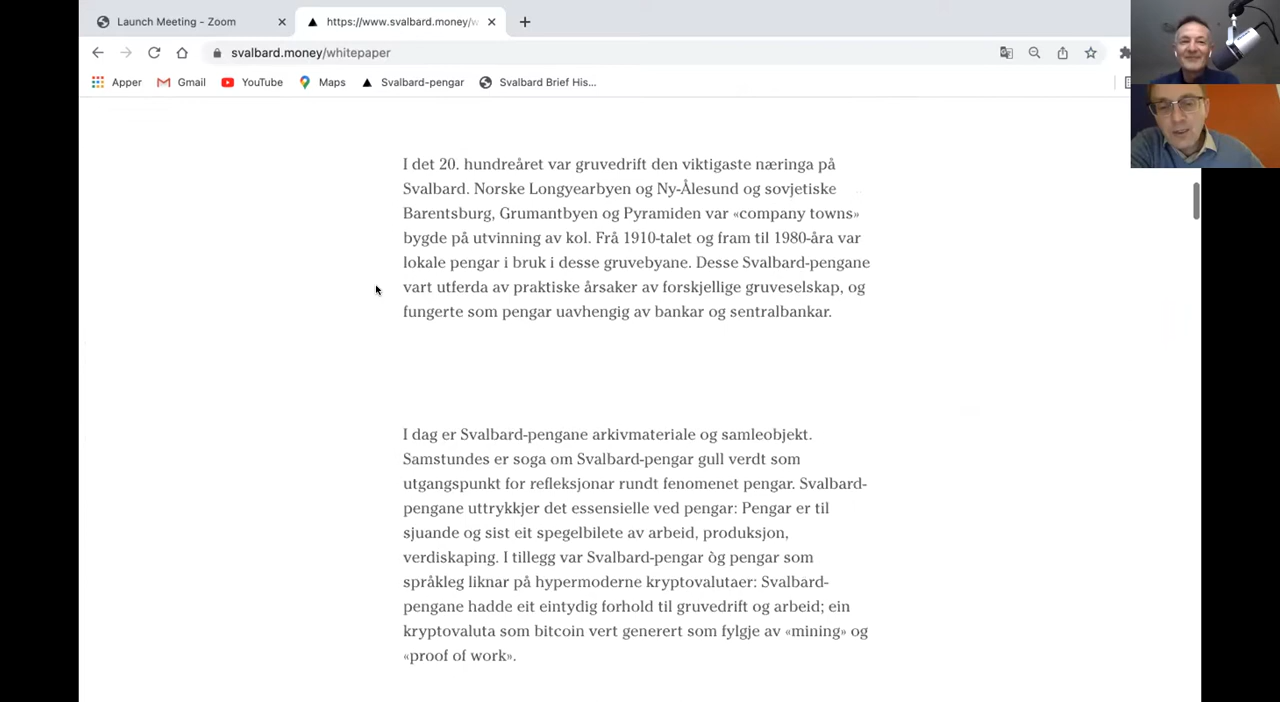 Launch Meeting - Zoom
https://www.svalbard.money/w
svalbard.money/whitepaper
Apper
Gmail
YouTube
Maps
Svalbard-pengar
Svalbard Brief His...
I det 20. hundreåret var gruvedrift den viktigaste næringa på
Svalbard. Norske Longyearbyen og Ny-Ålesund og sovjetiske
Barentsburg, Grumantbyen og Pyramiden var «company towns»
bygde på utvinning av kol. Frå 1910-talet og fram til 1980-åra var
lokale pengar i bruk i desse gruvebyane. Desse Svalbard-pengane
vart utferda av praktiske årsaker av forskjellige gruveselskap, og
fungerte som pengar uavhengig av bankar og sentralbankar.
I dag er Svalbard-pengane arkivmateriale og samleobjekt.
Samstundes er soga om Svalbard-pengar gull verdt som
utgangspunkt for refleksjonar rundt fenomenet pengar. Svalbard-
pengane uttrykkjer det essensielle ved pengar: Pengar er til
sjuande og sist eit spegelbilete av arbeid, produksjon,
verdiskaping. I tillegg var Svalbard-pengar òg pengar som
språkleg liknar på hypermoderne kryptovalutaer: Svalbard-
pengane hadde eit eintydig forhold til gruvedrift og arbeid; ein
kryptovaluta som bitcoin vert generert som fylgje av «mining» og
«proof of work».